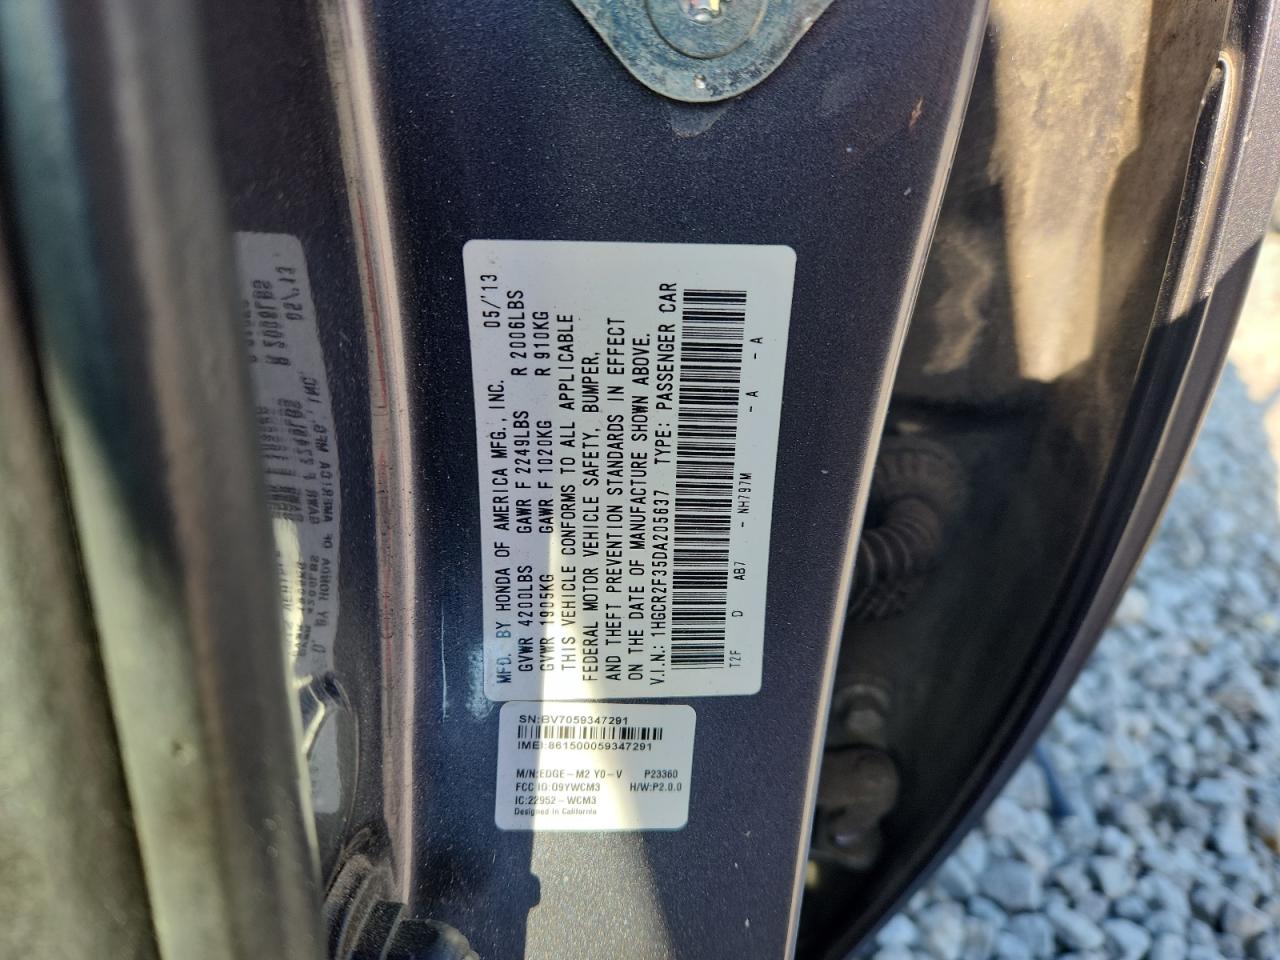 MFD. BY HONDA OF AMERICA MFG., INC. 05/'13
GVWR 4200LBS GAWR F 2249LBS R 2006LBS
GVWR 1905KG GAWR F 1020KG R 910KG
THIS VEHICLE CONFORMS TO ALL APPLICABLE
FEDERAL MOTOR VEHICLE SAFETY, BUMPER,
AND THEFT PREVENTION STANDARDS IN EFFECT
ON THE DATE OF MANUFACTURE SHOWN ABOVE.
V.I.N.: 1HGCR2F35DA205637 TYPE: PASSENGER CAR
T2F D AB7 - NH797M - A - A
SN:BV7059347291
IMEI:861500059347291
M/N:EDGE-M2 Y0-V P23360
FCC ID:O9YWCM3 H/W:P2.0.0
IC:22952-WCM3
Designed in California